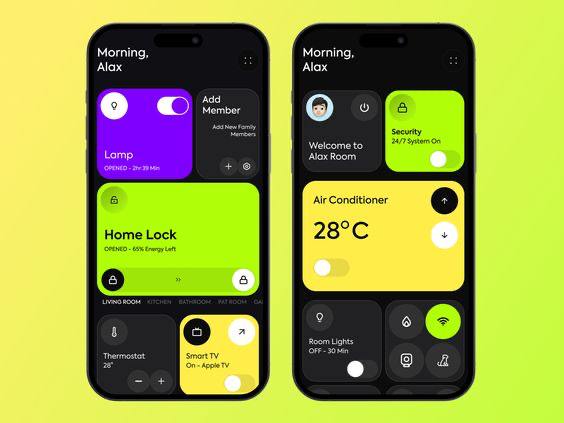 Morning,
Alax
Lamp
OPENED - 2hr:39 Min
Add
Member
Add New Family
Members
Home Lock
OPENED - 65% Energy Left
LIVING ROOM KITCHEN BATHROOM PAT ROOM
Thermostat
28°
Smart TV
On - Apple TV
Morning,
Alax
Welcome to
Alax Room
Security
24/7 System On
Air Conditioner
28°C
Room Lights
OFF - 30 Min